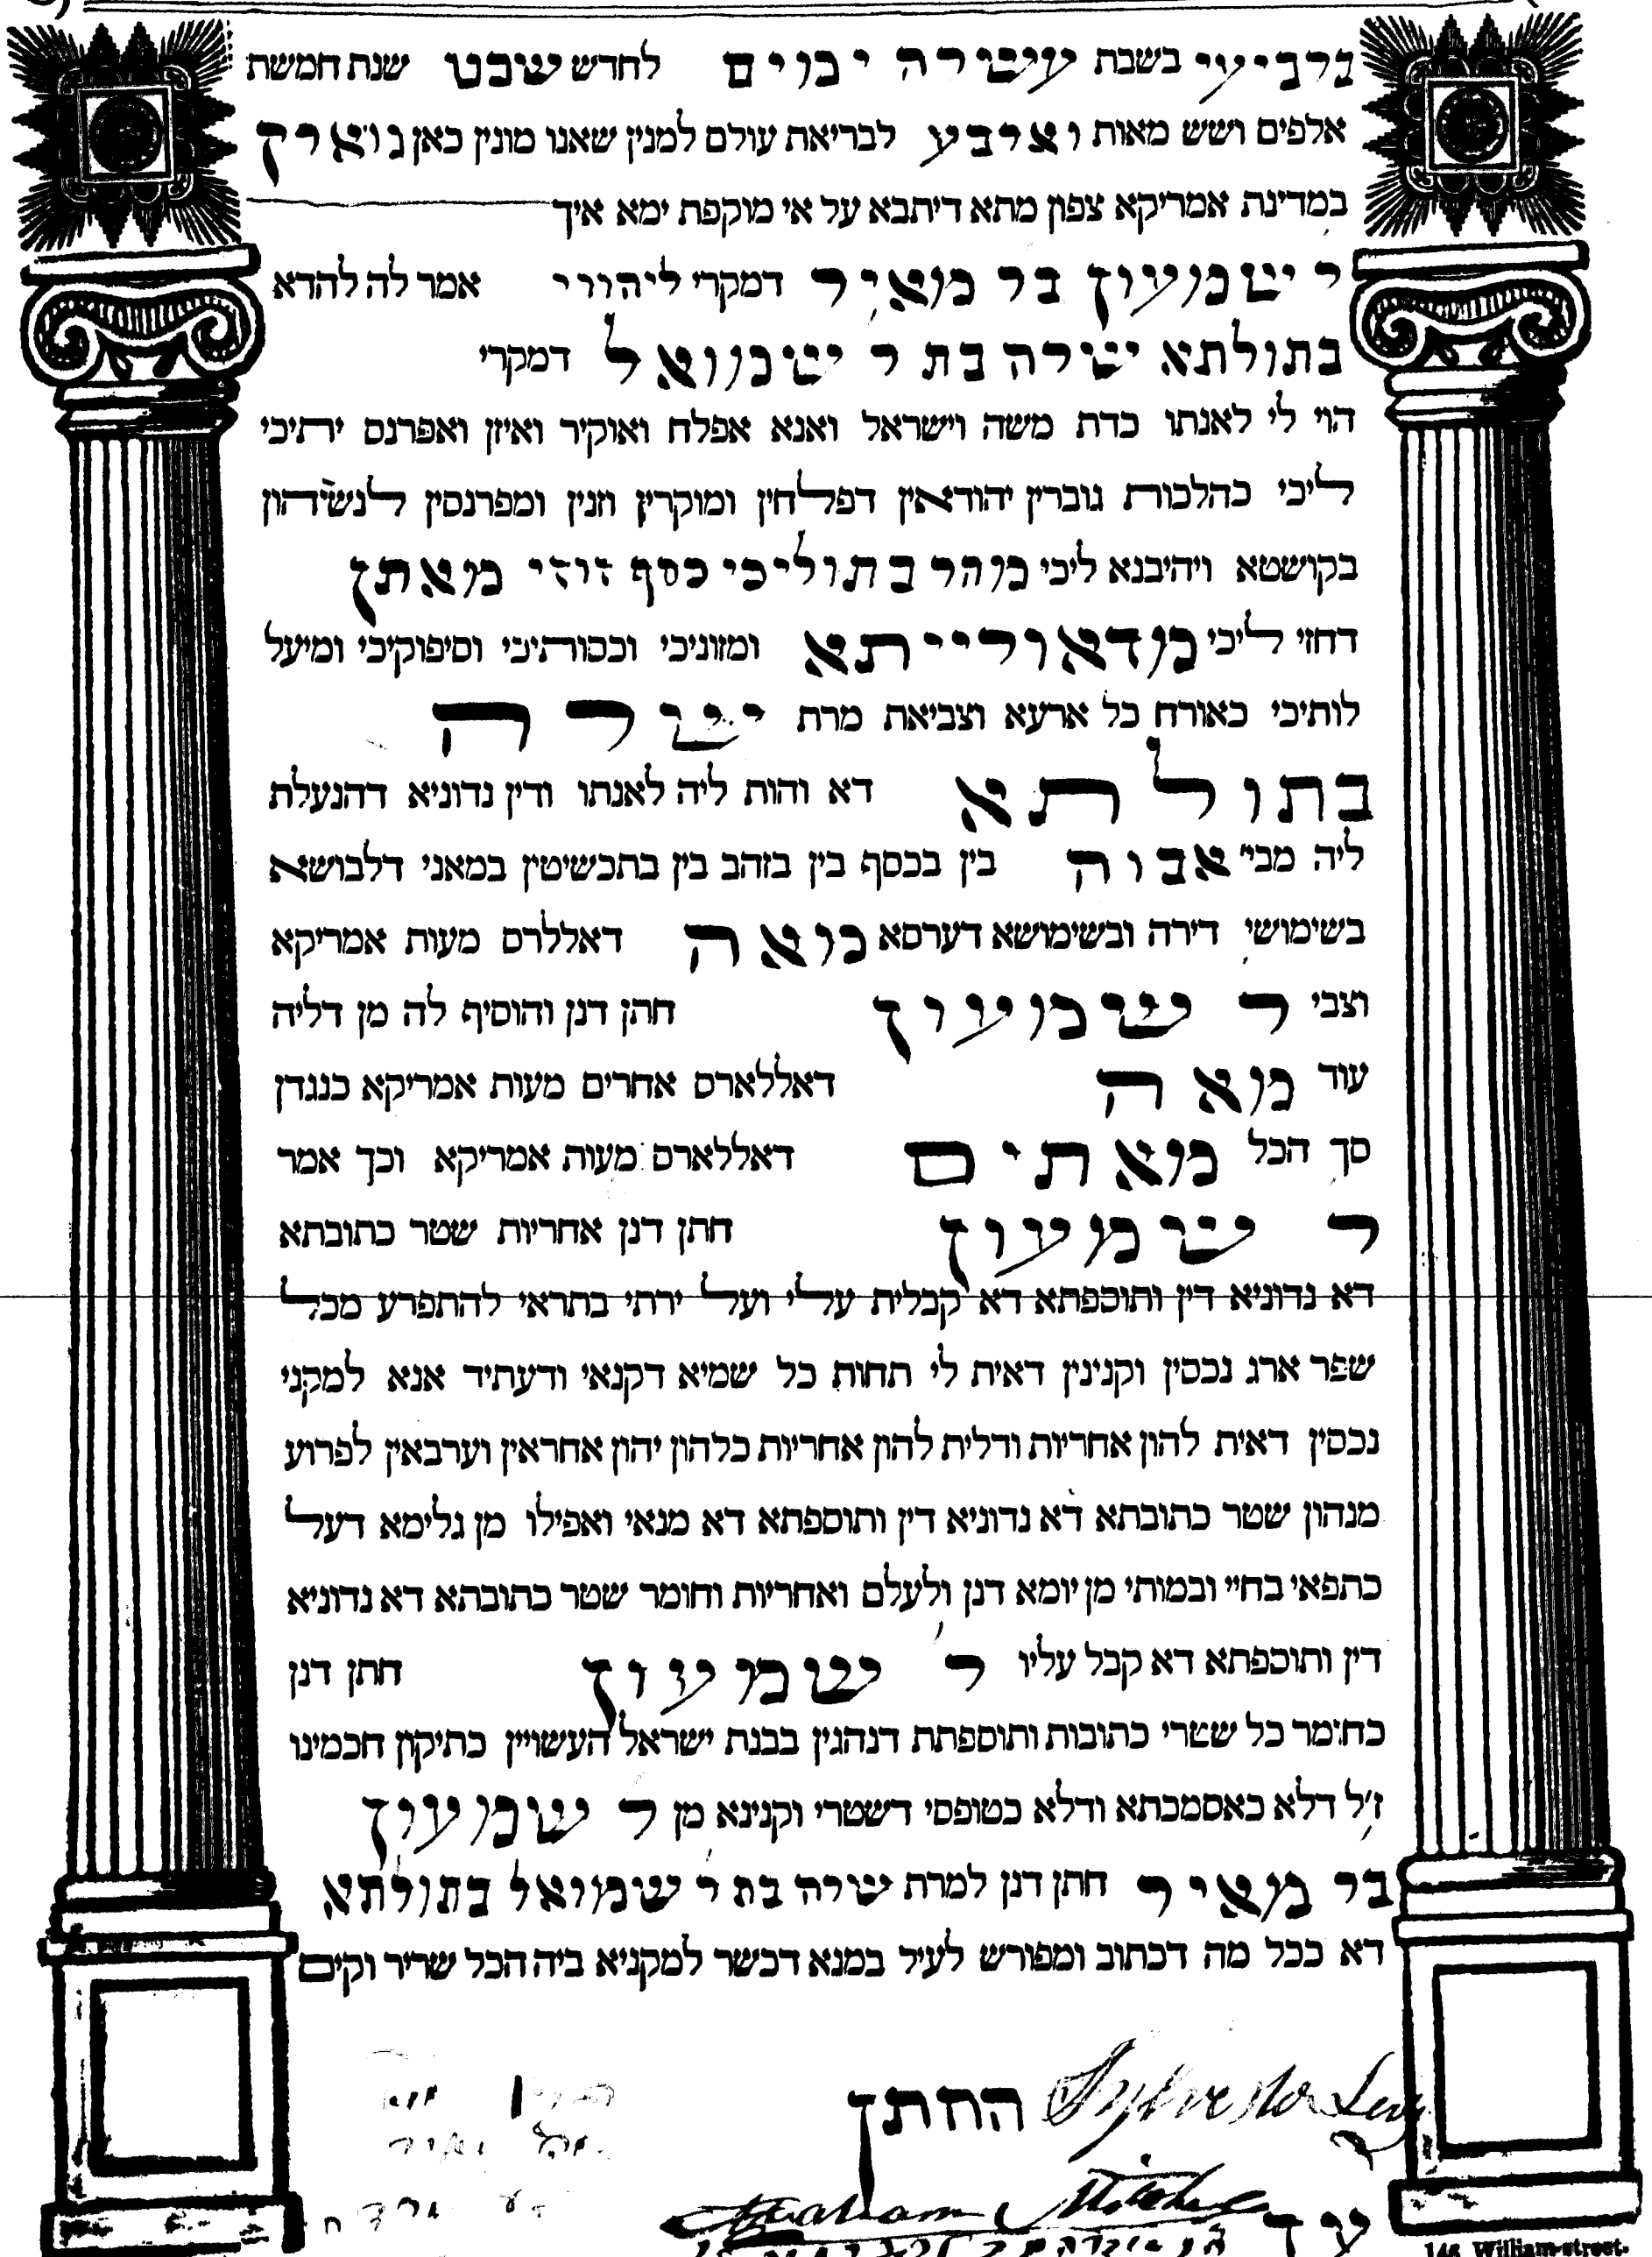 ברביעי בשבת עשרה ימים לחדש שבט שנת חמשת
אלפים ושש מאות וארבע לבריאת עולם למנין שאנו מונין כאן נויארק
במדינת אמריקא צפון מתא דיתבא על אי מוקפת ימא איך
ר שמעון בר מאיר דמקרי ליהווי אמר לה להדא
בתולתא שרה בת ר שמואל דמקרי
הוי לי לאנתו כדת משה וישראל ואנא אפלח ואוקיר ואיזן ואפרנס יתיכי
ליכי כהלכות גוברין יהודאין דפלחין ומוקרין וזנין ומפרנסין לנשיהון
בקושטא ויהיבנא ליכי מוהר בתוליכי כסף זוזי מאתן
דחזי ליכי מדאורייתא ומזוניכי וכסותיכי וסיפוקיכי ומיעל
לותיכי כאורח כל ארעא וצביאת מרת שרה
בתולתא דא והות ליה לאנתו ודין נדוניא דהנעלת
ליה מבי אבוה בין בכסף בין בזהב בין בתכשיטין במאני דלבושא
בשימושי דירה ובשימושא דערסא מאה דאללרס מעות אמריקא
וצבי ר שמעון חתן דנן והוסיף לה מן דליה
עוד מאה דאללארס אחרים מעות אמריקא כנגדן
סך הכל מאתים דאללארס מעות אמריקא וכך אמר
ר שמעון חתן דנן אחריות שטר כתובתא
דא נדוניא דין ותוספתא דא קבלית עלי ועל ירתי בתראי להתפרע מכל
שפר ארג נכסין וקנינין דאית לי תחות כל שמיא דקנאי ודעתיד אנא למקני
נכסין דאית להון אחריות ודלית להון אחריות כלהון יהון אחראין וערבאין לפרוע
מנהון שטר כתובתא דא נדוניא דין ותוספתא דא מנאי ואפילו מן גלימא דעל
כתפאי בחיי ובמותי מן יומא דנן ולעלם ואחריות וחומר שטר כתובתא דא נדוניא
דין ותוספתא דא קבל עליו ר שמעון חתן דנן
כחומר כל שטרי כתובות ותוספתת דנהגין בבנת ישראל העשויין כתיקון חכמינו
ז"ל דלא כאסמכתא ודלא כטופסי דשטרי וקנינא מן ר שמעון
בר מאיר חתן דנן למרת שרה בת ר שמואל בתולתא
דא ככל מה דכתוב ומפורש לעיל במנא דכשר למקניא ביה הכל שריר וקים
החתן Sylvester Levy
Abraham Mitchel עד
146 William-street.